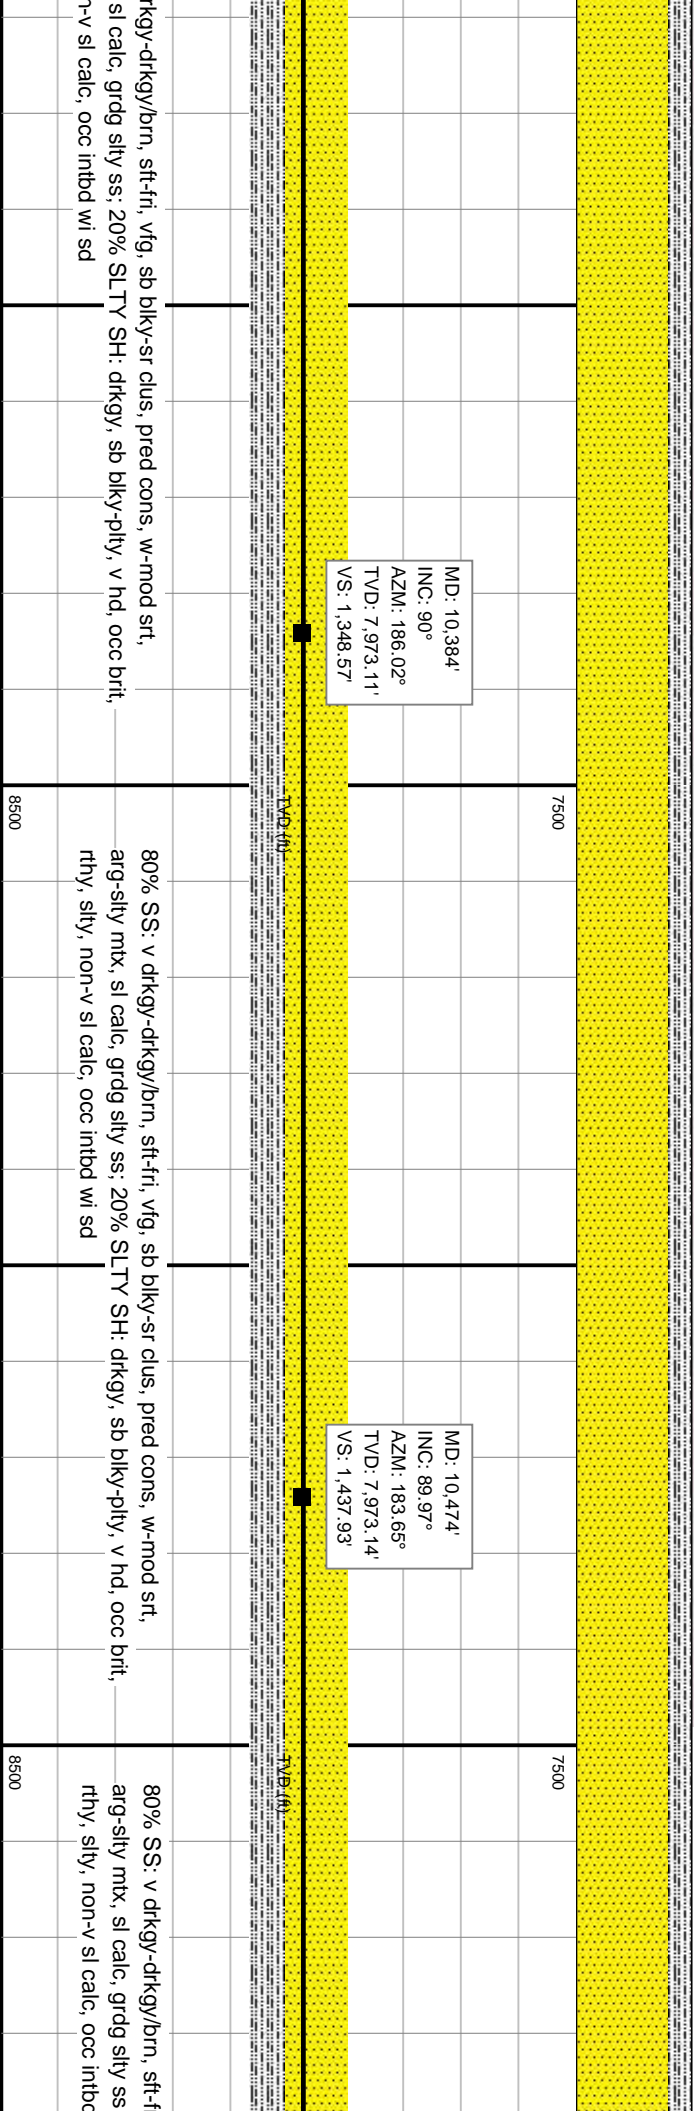 rkgy-drkgy/brn, sft-fri, vfg, sb blky-sr clus, pred cons, w-mod srt,
sl calc, grdg slty ss; 20% SLTY SH: drkgy, sb blky-plty, v hd, occ brit,
n-v sl calc, occ intbd wi sd
MD: 10,384'
INC: 90°
AZM: 186.02°
TVD: 7,973.11'
VS: 1,348.57'
7500
TVD (ft)
8500
80% SS: v drkgy-drkgy/brn, sft-fri, vfg, sb blky-sr clus, pred cons, w-mod srt,
arg-slty mtx, sl calc, grdg slty ss; 20% SLTY SH: drkgy, sb blky-plty, v hd, occ brit,
rthy, slty, non-v sl calc, occ intbd wi sd
MD: 10,474'
INC: 89.97°
AZM: 183.65°
TVD: 7,973.14'
VS: 1,437.93'
7500
TVD (ft)
8500
80% SS: v drkgy-drkgy/brn, sft-f
arg-slty mtx, sl calc, grdg slty ss
rthy, slty, non-v sl calc, occ intbd